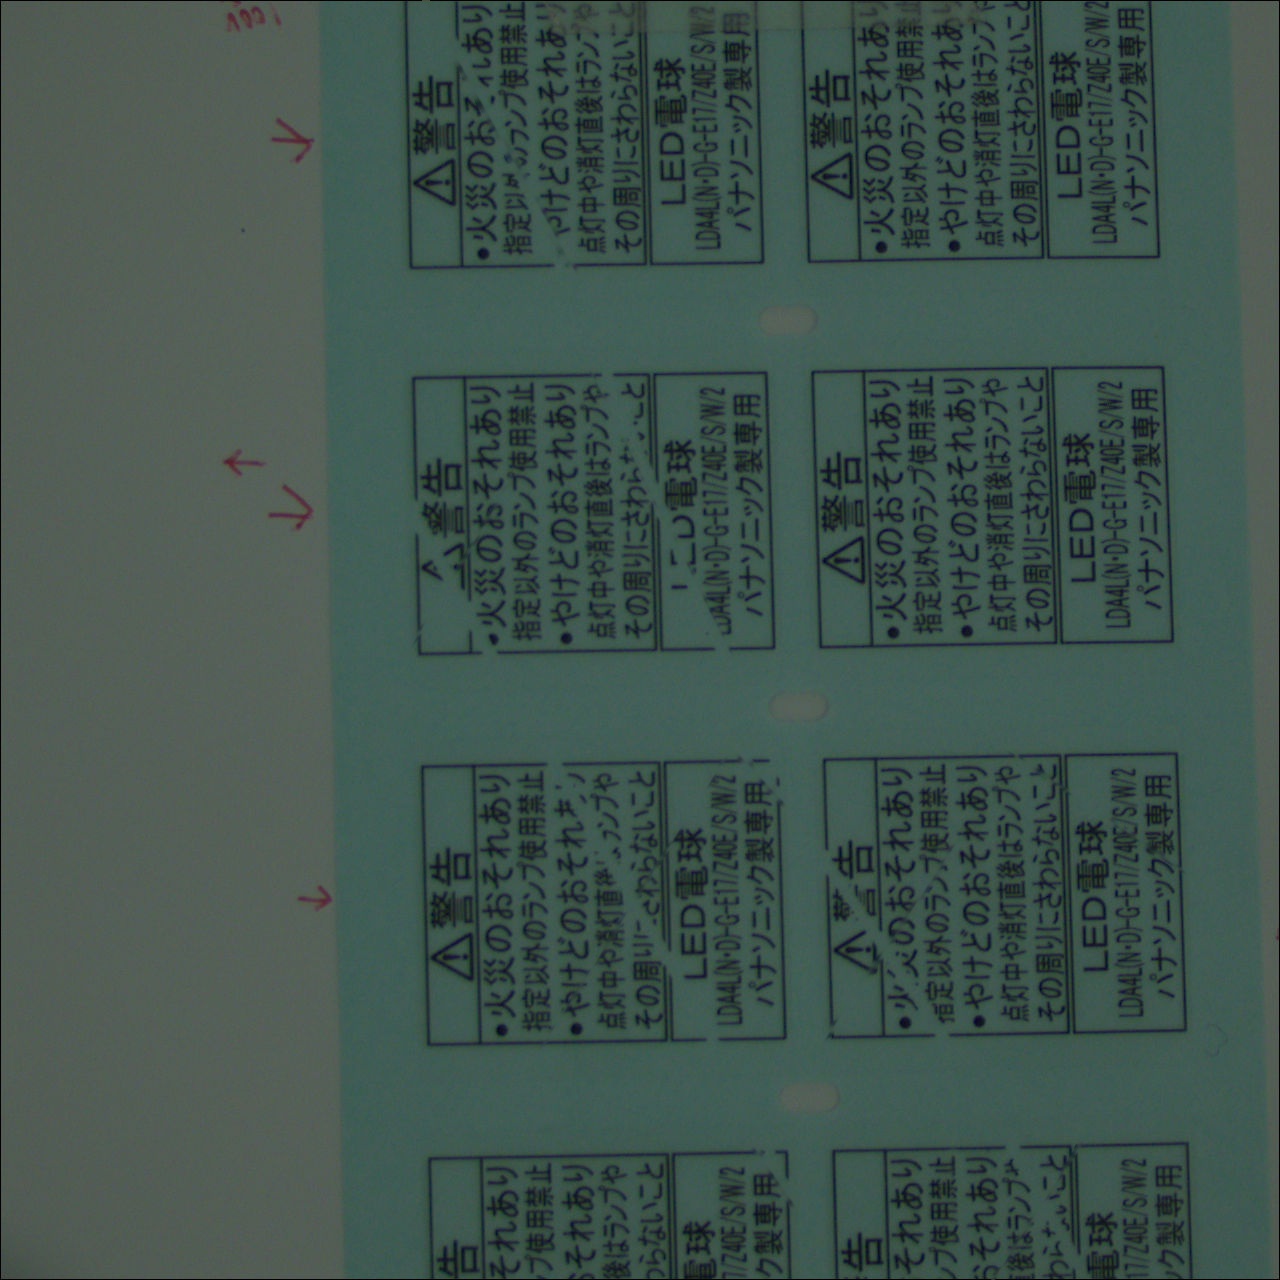 ⚠警告
●火災のおそれあり
指定以外のランプ使用禁止
やけどのおそれあり
点灯中や消灯直後はランプや
その周りにさわらないこと
LED電球
LDA4L(N・D)-G-E17/Z40E/S/W/2
パナソニック製専用
⚠警告
●火災のおそれあり
指定以外のランプ使用禁止
●やけどのおそれあり
点灯中や消灯直後はランプや
その周りにさわらないこと
LED電球
LDA4L(N・D)-G-E17/Z40E/S/W/2
パナソニック製専用
警告
●火災のおそれあり
指定以外のランプ使用禁止
●やけどのおそれあり
点灯中や消灯直後はランプや
その周りにさわらないこと
LED電球
LDA4L(N・D)-G-E17/Z40E/S/W/2
パナソニック製専用
⚠警告
●火災のおそれあり
指定以外のランプ使用禁止
●やけどのおそれあり
点灯中や消灯直後はランプや
その周りにさわらないこと
LED電球
LDA4L(N・D)-G-E17/Z40E/S/W/2
パナソニック製専用
⚠警告
●火災のおそれあり
指定以外のランプ使用禁止
●やけどのおそれあり
点灯中や消灯直後はランプや
その周りにさわらないこと
LED電球
LDA4L(N・D)-G-E17/Z40E/S/W/2
パナソニック製専用
⚠警告
●火災のおそれあり
指定以外のランプ使用禁止
●やけどのおそれあり
点灯中や消灯直後はランプや
その周りにさわらないこと
LED電球
LDA4L(N・D)-G-E17/Z40E/S/W/2
パナソニック製専用
告
それあり
プ使用禁止
それあり
後はランプや
わらないこと
電球
7/Z40E/S/W/2
ック製専用
告
それあり
プ使用禁止
おそれあり
後はランプや
わらないこと
電球
17/Z40E/S/W/2
ック製専用